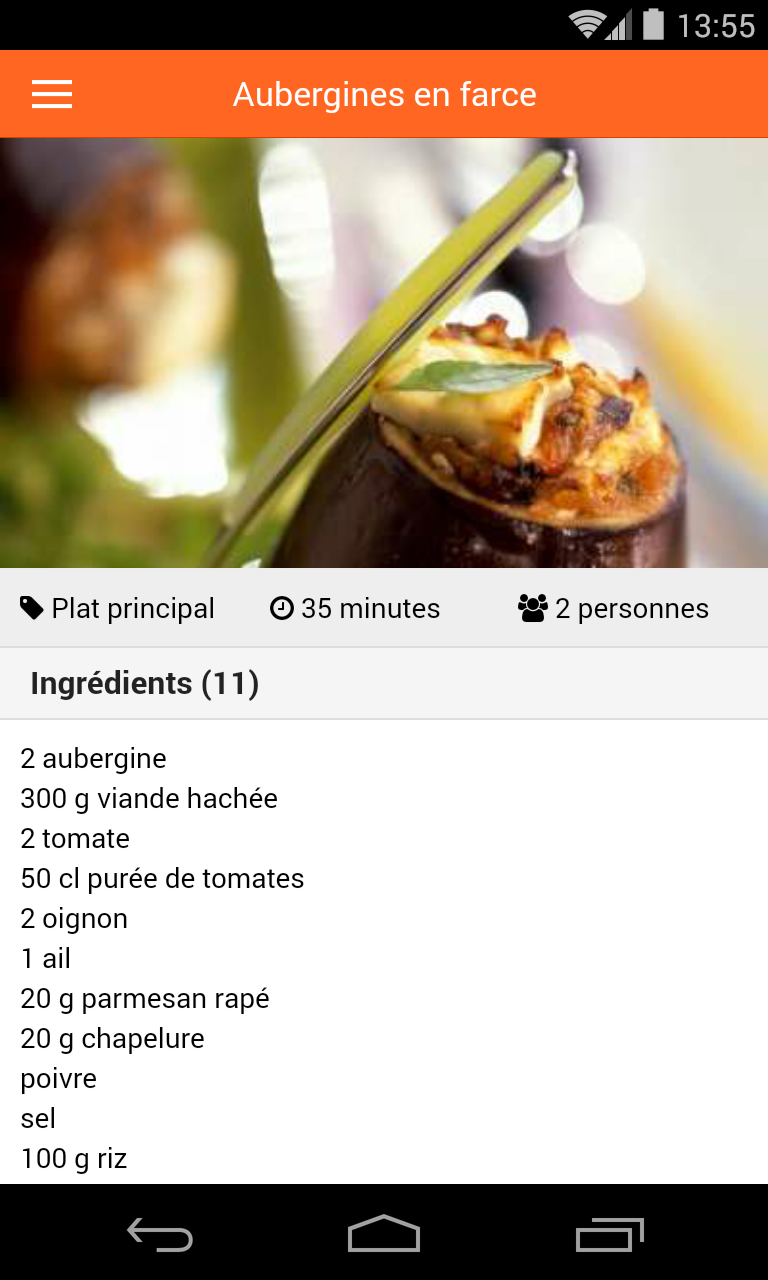 13:55
Aubergines en farce
Plat principal 35 minutes 2 personnes
Ingrédients (11)
2 aubergine
300 g viande hachée
2 tomate
50 cl purée de tomates
2 oignon
1 ail
20 g parmesan rapé
20 g chapelure
poivre
sel
100 g riz